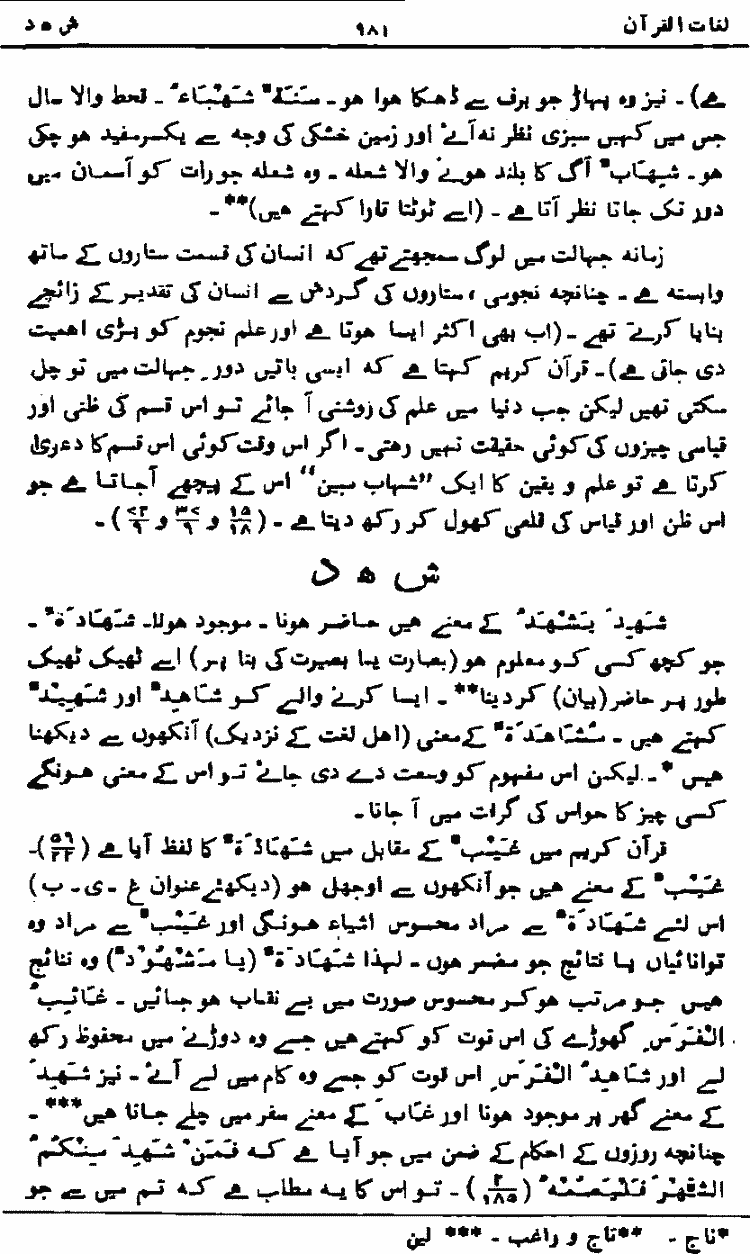 لغات القرآن ۹۸۱ ش ھ د
ہے)۔ نیز وہ پہاڑ جو برف سے ڈھکا ہوا ہو۔ سَنَۃٌ شَہْبَاءُ۔ قحط والا سال
جس میں کہیں سبزی نظر نہ آئے اور زمین خشکی کی وجہ سے یکسر سفید ہو چکی
ہو۔ شِہَابٌ آگ کا بلند ہونے والا شعلہ۔ وہ شعلہ جو رات کو آسمان میں
دور تک جاتا نظر آتا ہے۔ (اسے ٹوٹتا تارا کہتے ہیں)**۔
زمانہ جہالت میں لوگ سمجھتے تھے کہ انسان کی قسمت ستاروں کے ساتھ
وابستہ ہے۔ چنانچہ نجومی، ستاروں کی گردش سے انسان کی تقدیر کے زائچے
بنایا کرتے تھے۔ (اب بھی اکثر ایسا ہوتا ہے اور علم نجوم کو بڑی اہمیت
دی جاتی ہے)۔ قرآن کریم کہتا ہے کہ ایسی باتیں دورِ جہالت میں تو چل
سکتی تھیں لیکن جب دنیا میں علم کی روشنی آ جائے تو اس قسم کی ظنی اور
قیاسی چیزوں کی کوئی حقیقت نہیں رہتی۔ اگر اس وقت کوئی اس قسم کا دعویٰ
کرتا ہے تو علم و یقین کا ایک ”شہاب مبین“ اس کے پیچھے آ جاتا ہے جو
اس ظن اور قیاس کی قلعی کھول کر رکھ دیتا ہے۔ (۱۵/۱۸ و ۳۷/۹ و ۷۲/۹)۔
ش ھ د
شَہِدَ یَشْہَدُ کے معنے ہیں حاضر ہونا۔ موجود ہونا۔ شَہَادَۃٌ۔
جو کچھ کسی کو معلوم ہو (بصارت یا بصیرت کی بنا پر) اسے ٹھیک ٹھیک
طور پر حاضر (بیان) کر دینا**۔ ایسا کرنے والے کو شَاہِدٌ اور شَہِیْدٌ
کہتے ہیں۔ مُشَاہَدَۃٌ کے معنی (اہل لغت کے نزدیک) آنکھوں سے دیکھنا
ہیں*۔ لیکن اس مفہوم کو وسعت دے دی جائے تو اس کے معنی ہونگے
کسی چیز کا حواس کی گرفت میں آ جانا۔
قرآن کریم میں غَیْبٌ کے مقابل میں شَہَادَۃٌ کا لفظ آیا ہے (۵۹/۲۲)۔
غَیْبٌ کے معنے ہیں جو آنکھوں سے اوجھل ہو (دیکھئے عنوان غ۔ی۔ب)
اس لئے شَہَادَۃٌ سے مراد محسوس اشیاء ہونگی اور غَیْبٌ سے مراد وہ
توانائیاں یا نتائج جو مضمر ہوں۔ لہذا شَہَادَۃٌ (یا مَشْہُوْدٌ) وہ نتائج
ہیں جو مرتب ہو کر محسوس صورت میں بے نقاب ہو جائیں۔ غَائِبُ
الْفَرَسِ گھوڑے کی اس قوت کو کہتے ہیں جسے وہ دوڑنے میں محفوظ رکھ
لے اور شَاہِدُ الْفَرَسِ اس قوت کو جسے وہ کام میں لے آئے۔ نیز شَہِدَ
کے معنے گھر پر موجود ہونا اور غَابَ کے معنے سفر میں چلے جانا ہیں***۔
چنانچہ روزوں کے احکام کے ضمن میں جو آیا ہے کہ فَمَنْ شَہِدَ مِنْکُمُ
الشَّہْرَ فَلْیَصُمْہُ (۲/۱۸۵)۔ تو اس کا یہ مطلب ہے کہ تم میں سے جو
*تاج۔ **تاج و راغب۔ ***لین